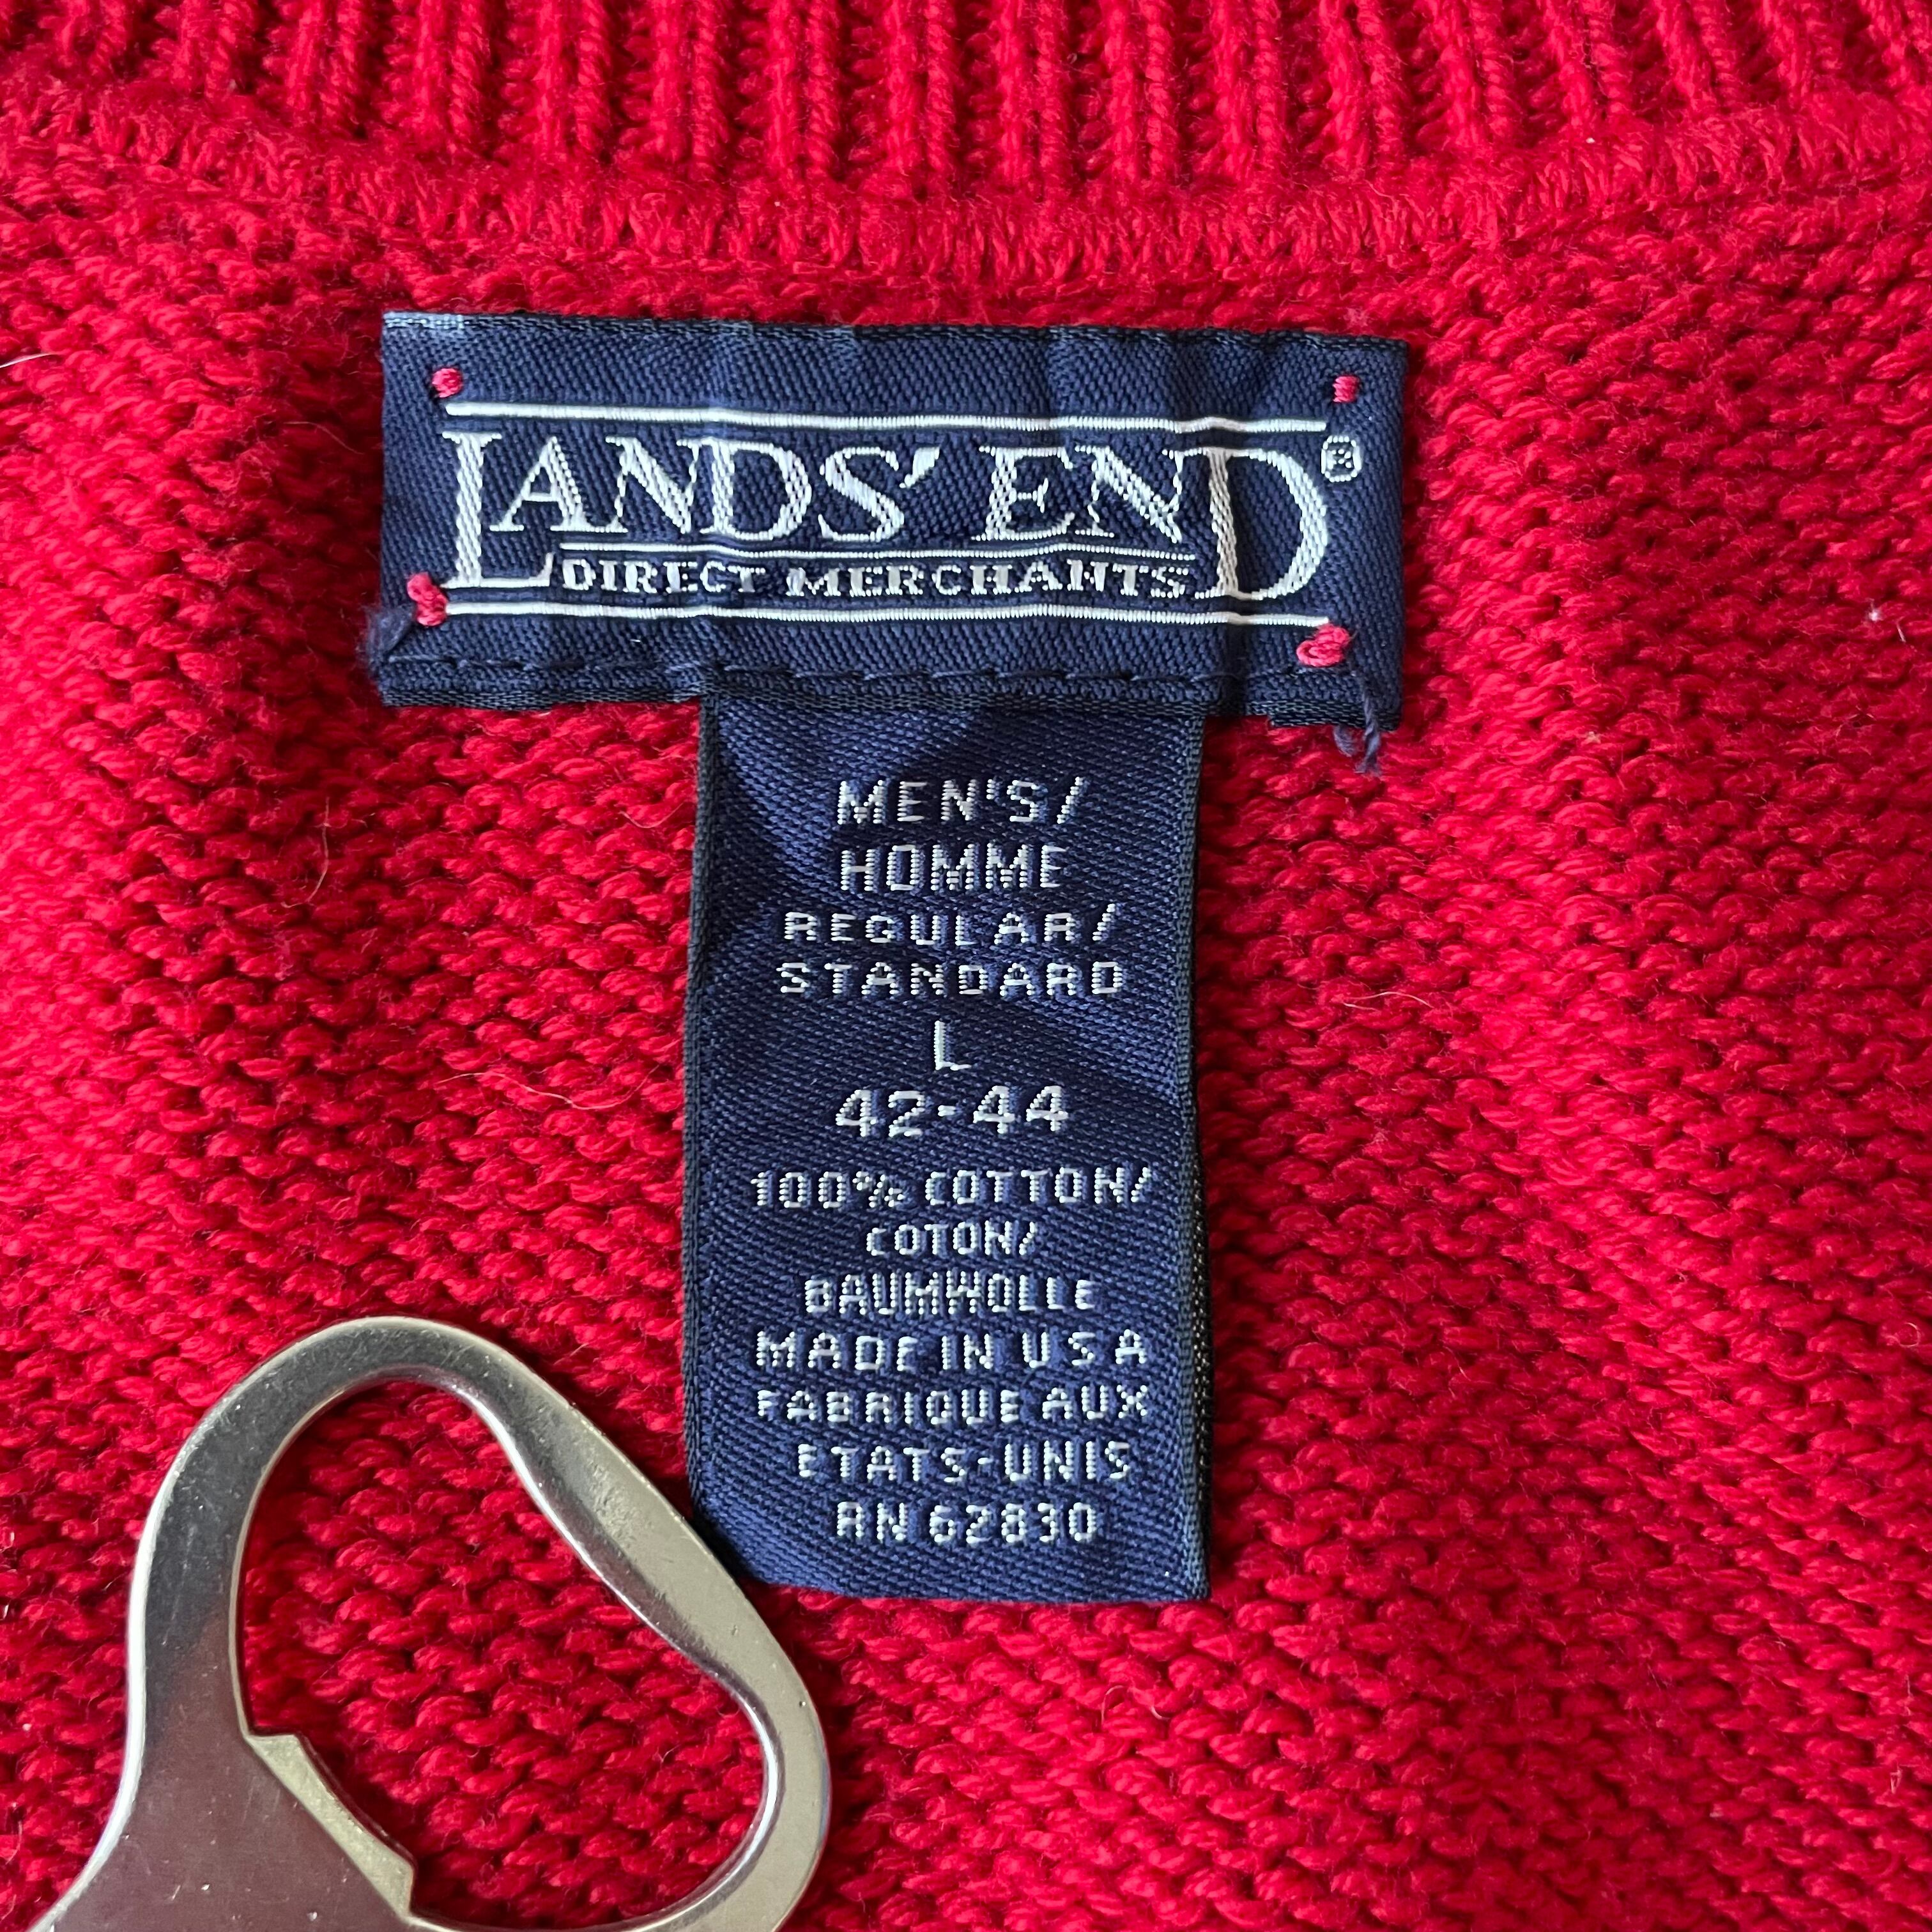 LANDS' END®
DIRECT MERCHANTS
MEN'S/
HOMME
REGULAR/
STANDARD
L
42-44
100% COTTON/
COTON/
BAUMWOLLE
MADE IN USA
FABRIQUE AUX
ETATS-UNIS
RN 62830